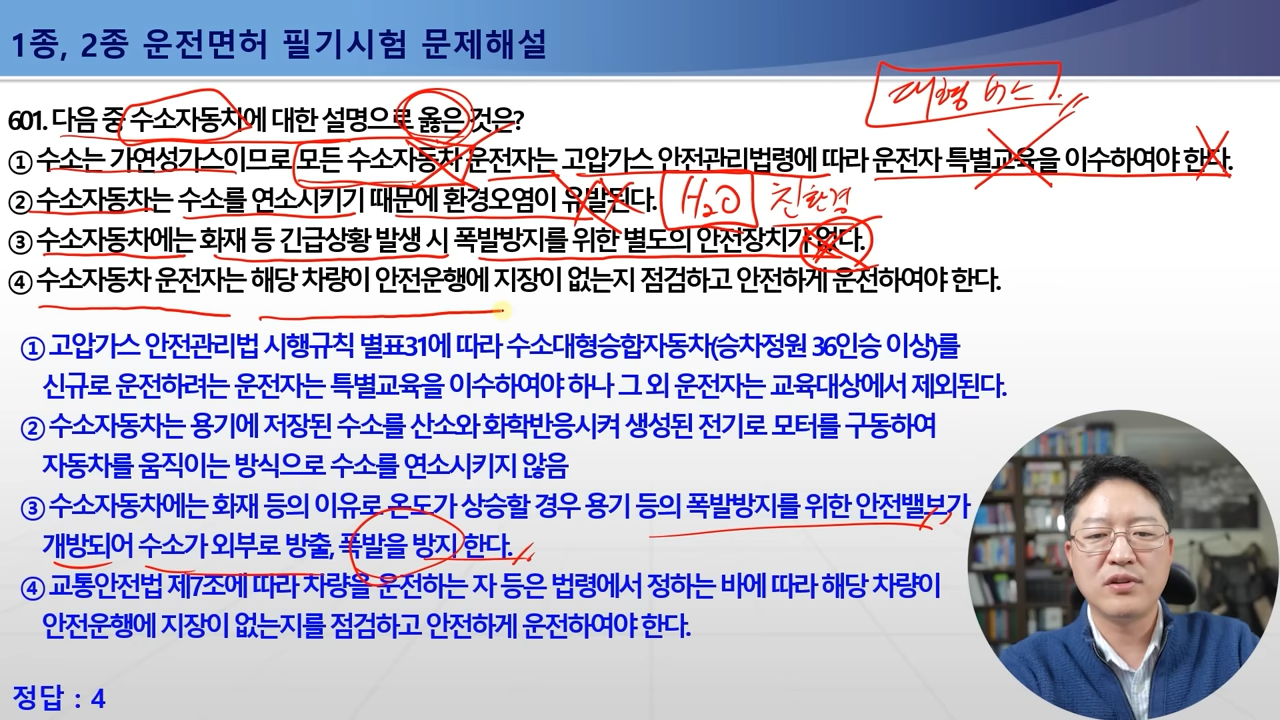 1종, 2종 운전면허 필기시험 문제해설
대형 버스!
601. 다음 중 수소자동차에 대한 설명으로 옳은 것은?
① 수소는 가연성가스이므로 모든 수소자동차 운전자는 고압가스 안전관리법령에 따라 운전자 특별교육을 이수하여야 한다.
② 수소자동차는 수소를 연소시키기 때문에 환경오염이 유발된다. H₂O 친환경
③ 수소자동차에는 화재 등 긴급상황 발생 시 폭발방지를 위한 별도의 안전장치가 없다.
④ 수소자동차 운전자는 해당 차량이 안전운행에 지장이 없는지 점검하고 안전하게 운전하여야 한다.
① 고압가스 안전관리법 시행규칙 별표31에 따라 수소대형승합자동차(승차정원 36인승 이상)를
신규로 운전하려는 운전자는 특별교육을 이수하여야 하나 그 외 운전자는 교육대상에서 제외된다.
② 수소자동차는 용기에 저장된 수소를 산소와 화학반응시켜 생성된 전기로 모터를 구동하여
자동차를 움직이는 방식으로 수소를 연소시키지 않음
③ 수소자동차에는 화재 등의 이유로 온도가 상승할 경우 용기 등의 폭발방지를 위한 안전밸브가
개방되어 수소가 외부로 방출, 폭발을 방지 한다.
④ 교통안전법 제7조에 따라 차량을 운전하는 자 등은 법령에서 정하는 바에 따라 해당 차량이
안전운행에 지장이 없는지를 점검하고 안전하게 운전하여야 한다.
정답 : 4